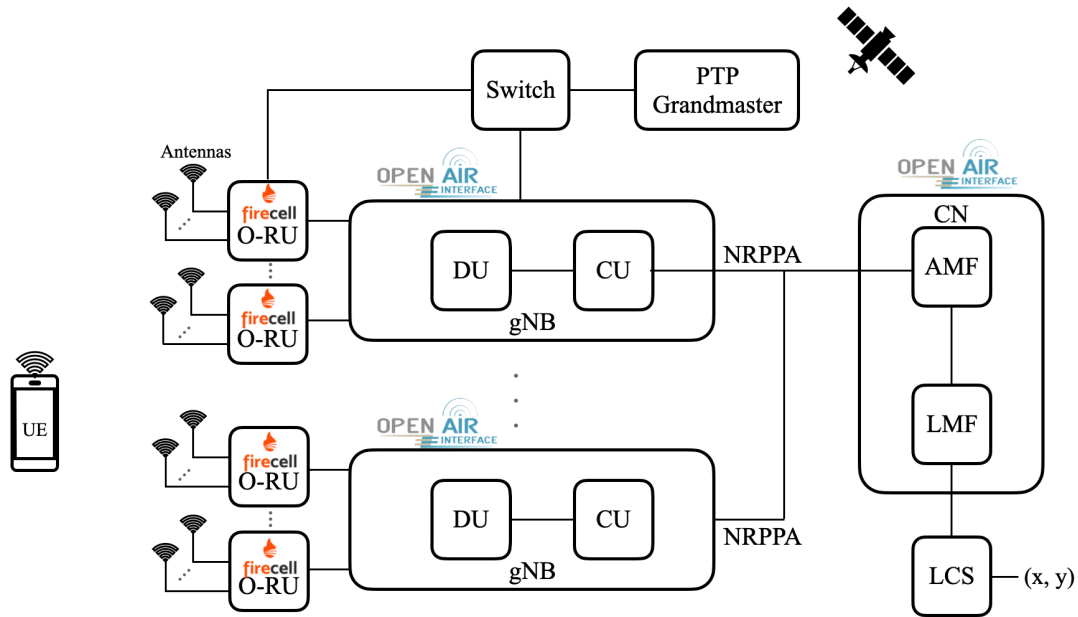 Switch
PTP
Grandmaster
Antennas
OPEN AIR
INTERFACE
OPEN AIR
INTERFACE
firecell
O-RU
CN
DU
CU
NRPPA
AMF
firecell
O-RU
gNB
UE
OPEN AIR
INTERFACE
LMF
firecell
O-RU
DU
CU
NRPPA
firecell
O-RU
gNB
LCS
(x, y)